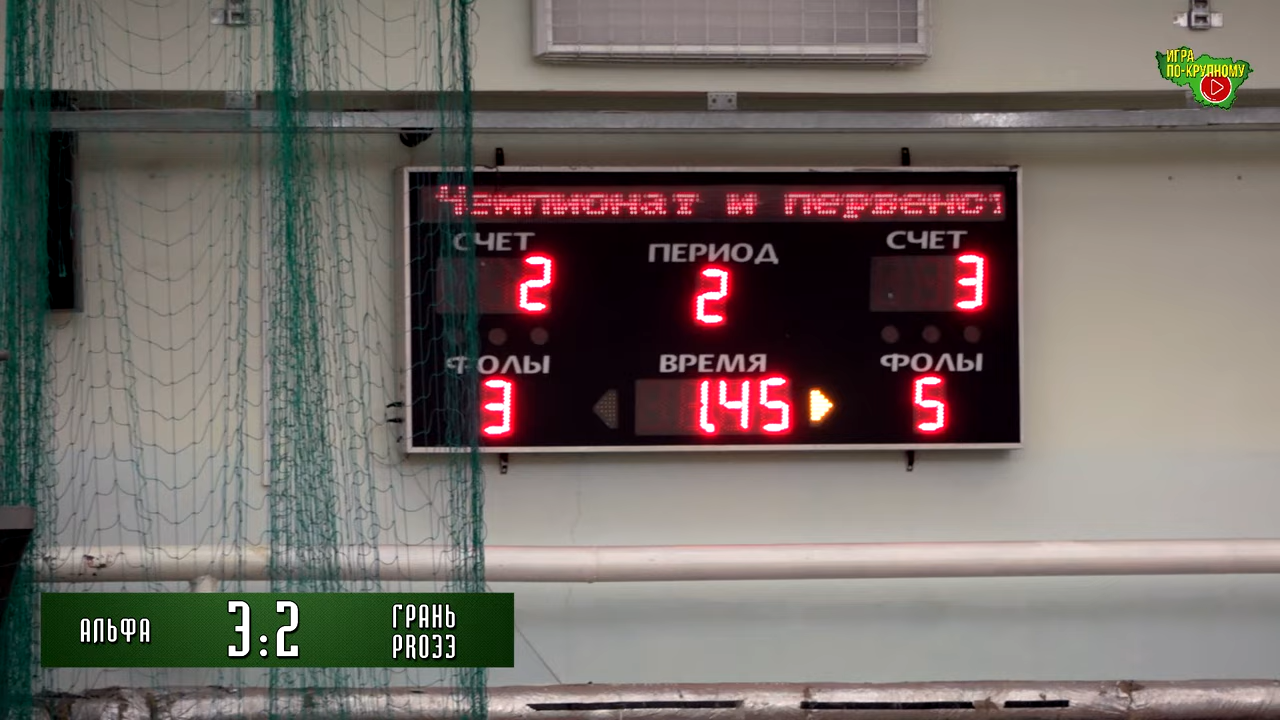 ИГРА
ПО-КРУПНОМУ
Чемпионат и первенст
СЧЕТ ПЕРИОД СЧЕТ
2 2 3
ФОЛЫ ВРЕМЯ ФОЛЫ
3 1.45 5
АЛЬФА 3:2 ГРАНЬ
PRO33